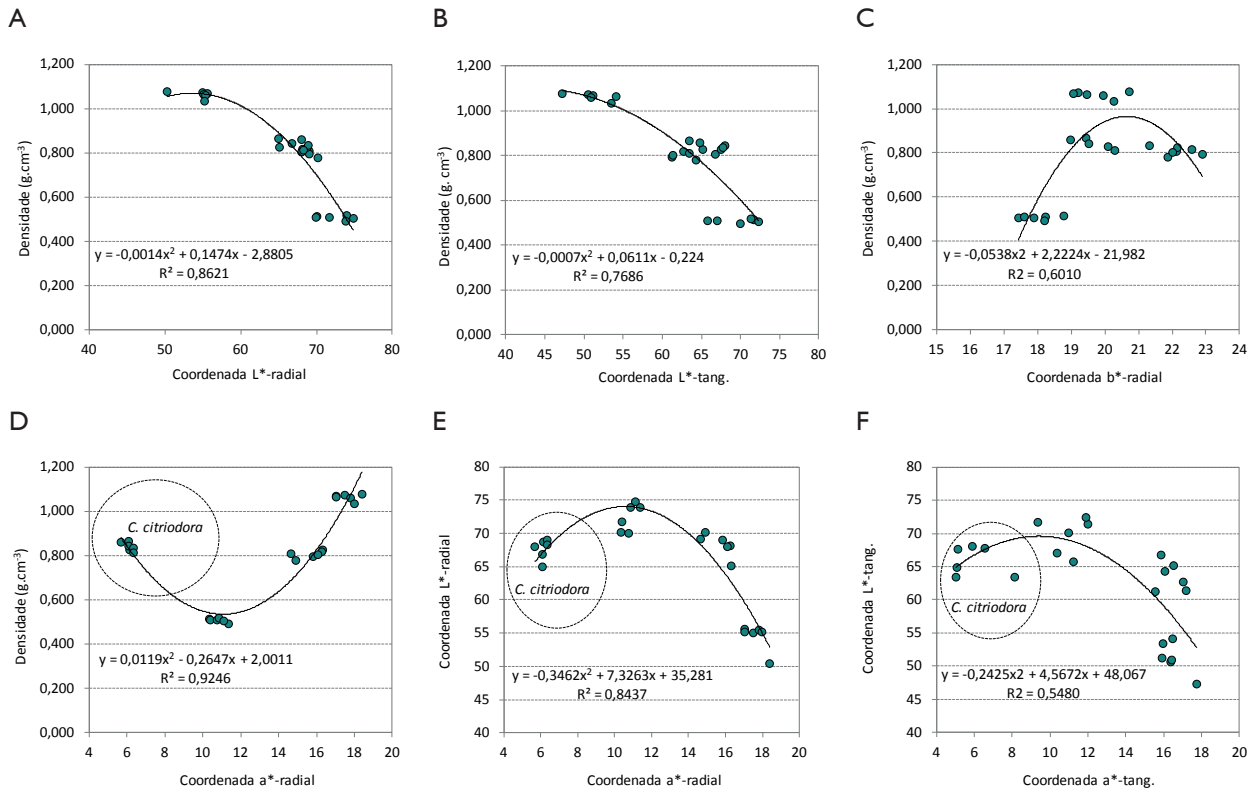 A
Densidade (g.cm-3)
1,200
1,000
0,800
0,600
0,400
0,200
0,000
y = -0,0014x² + 0,1474x - 2,8805
R² = 0,8621
40 50 60 70 80
Coordenada L*-radial
B
Densidade (g. cm-3)
1,200
1,000
0,800
0,600
0,400
0,200
0,000
y = -0,0007x² + 0,0611x - 0,224
R² = 0,7686
40 45 50 55 60 65 70 75 80
Coordenada L*-tang.
C
Densidade (g.cm-3)
1,200
1,000
0,800
0,600
0,400
0,200
0,000
y = -0,0538x2 + 2,2224x - 21,982
R2 = 0,6010
15 16 17 18 19 20 21 22 23 24
Coordenada b*-radial
D
Densidade (g.cm-3)
1,200
1,000
0,800
0,600
0,400
0,200
0,000
C. citriodora
y = 0,0119x² - 0,2647x + 2,0011
R² = 0,9246
4 6 8 10 12 14 16 18 20
Coordenada a*-radial
E
Coordenada L*-radial
80
75
70
65
60
55
50
45
40
C. citriodora
y = -0,3462x² + 7,3263x + 35,281
R² = 0,8437
4 6 8 10 12 14 16 18 20
Coordenada a*-radial
F
Coordenada L*-tang.
80
75
70
65
60
55
50
45
40
C. citriodora
y = -0,2425x2 + 4,5672x + 48,067
R2 = 0,5480
4 6 8 10 12 14 16 18 20
Coordenada a*-tang.